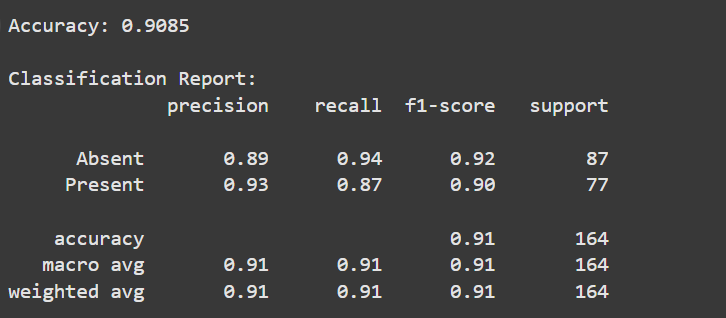 Accuracy: 0.9085
Classification Report:
precision recall f1-score support
Absent 0.89 0.94 0.92 87
Present 0.93 0.87 0.90 77
accuracy 0.91 164
macro avg 0.91 0.91 0.91 164
weighted avg 0.91 0.91 0.91 164